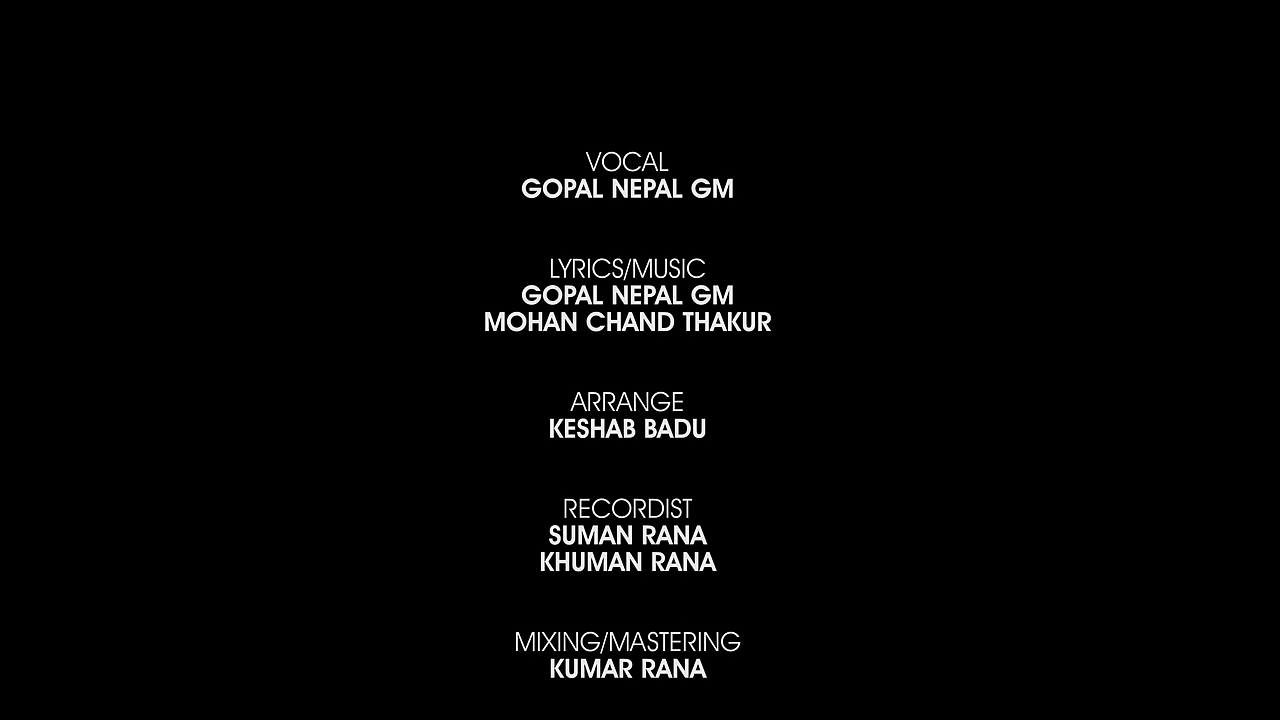 VOCAL
GOPAL NEPAL GM
LYRICS/MUSIC
GOPAL NEPAL GM
MOHAN CHAND THAKUR
ARRANGE
KESHAB BADU
RECORDIST
SUMAN RANA
KHUMAN RANA
MIXING/MASTERING
KUMAR RANA